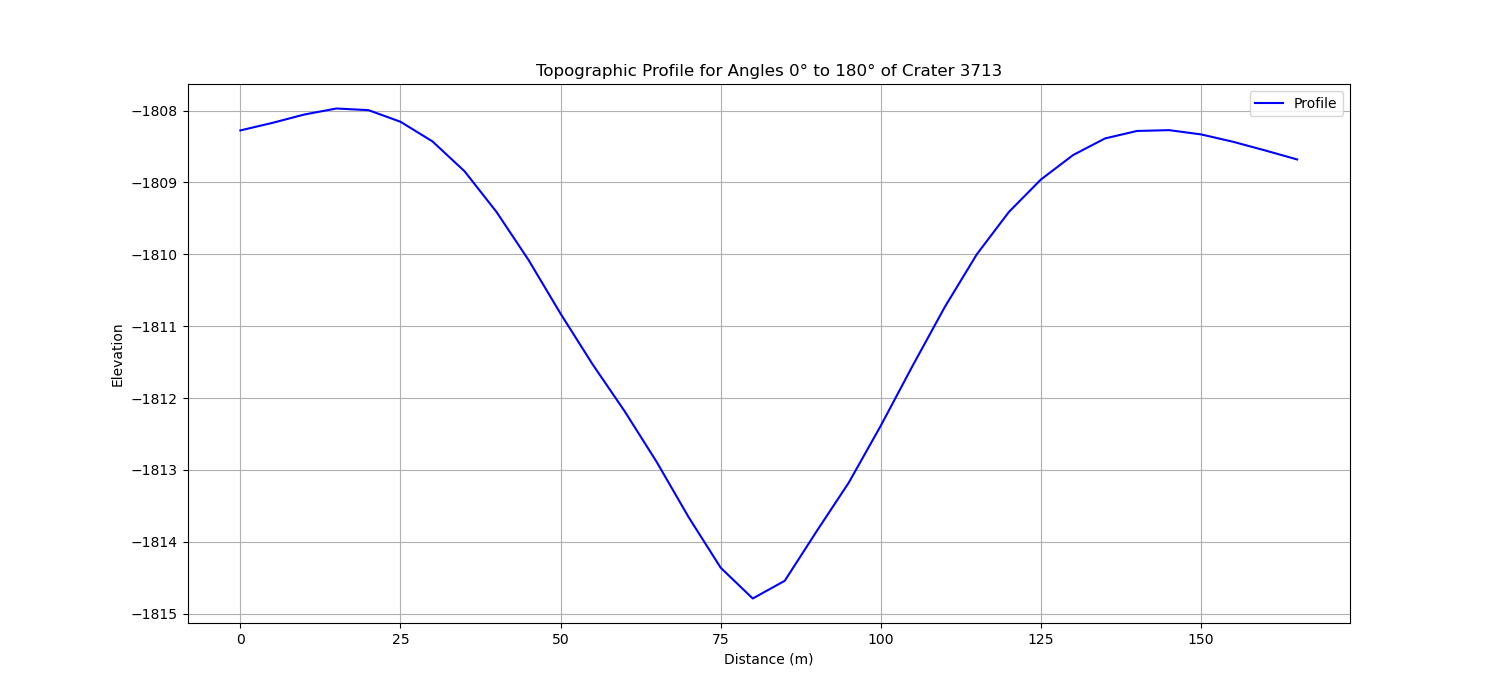 Topographic Profile for Angles 0° to 180° of Crater 3713
Profile
−1808
−1809
−1810
−1811
−1812
−1813
−1814
−1815
Elevation
0 25 50 75 100 125 150
Distance (m)